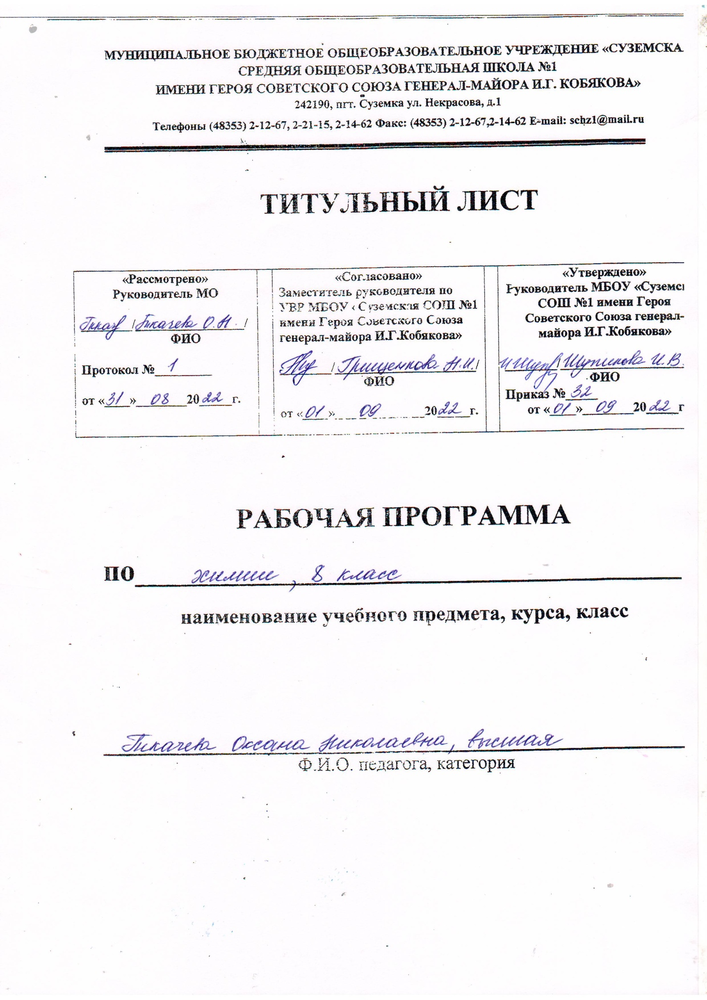 МУНИЦИПАЛЬНОЕ БЮДЖЕТНОЕ ОБЩЕОБРАЗОВАТЕЛЬНОЕ УЧРЕЖДЕНИЕ «СУЗЕМСКА
СРЕДНЯЯ ОБЩЕОБРАЗОВАТЕЛЬНАЯ ШКОЛА №1
ИМЕНИ ГЕРОЯ СОВЕТСКОГО СОЮЗА ГЕНЕРАЛ-МАЙОРА И.Г. КОБЯКОВА»
242190, пгт. Суземка ул. Некрасова, д.1
Телефоны (48353) 2-12-67, 2-21-15, 2-14-62 Факс: (48353) 2-12-67,2-14-62 E-mail: schz1@mail.ru
ТИТУЛЬНЫЙ ЛИСТ
«Рассмотрено»
Руководитель МО
/Гикачева О.Н./
ФИО
Протокол № 1
от «31» 08 2022 г.
«Согласовано»
Заместитель руководителя по
УВР МБОУ «Суземская СОШ №1
имени Героя Советского Союза
генерал-майора И.Г.Кобякова»
/Грищенкова Н.И./
ФИО
от «01» 09 2022 г.
«Утверждено»
Руководитель МБОУ «Суземс
СОШ №1 имени Героя
Советского Союза генерал-
майора И.Г.Кобякова»
/Шупикова И.В.
ФИО
Приказ № 32
от «01» 09 2022 г
РАБОЧАЯ ПРОГРАММА
ПО химии, 8 класс
наименование учебного предмета, курса, класс
Гикачева Оксана Николаевна, высшая
Ф.И.О. педагога, категория